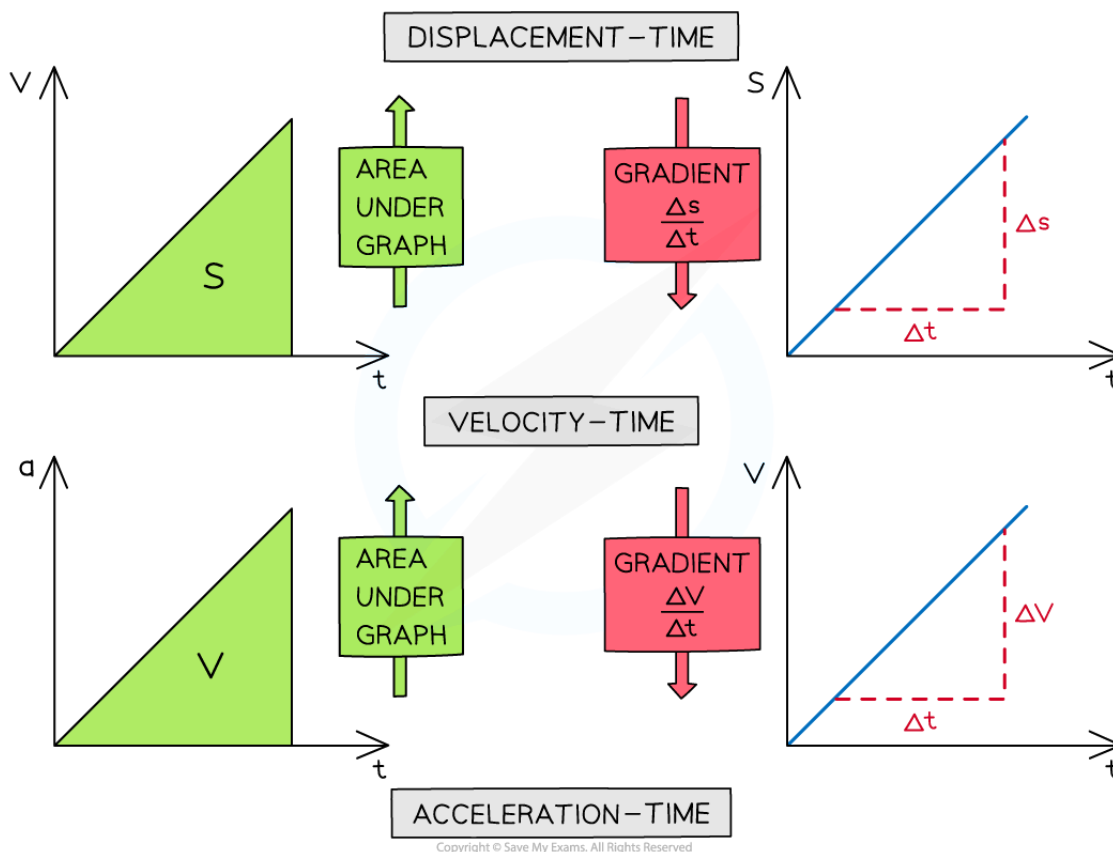 DISPLACEMENT-TIME
V
S
t
AREA
UNDER
GRAPH
GRADIENT
Δs
Δt
S
Δs
Δt
t
VELOCITY-TIME
a
V
t
AREA
UNDER
GRAPH
GRADIENT
ΔV
Δt
V
ΔV
Δt
t
ACCELERATION-TIME
Copyright © Save My Exams. All Rights Reserved